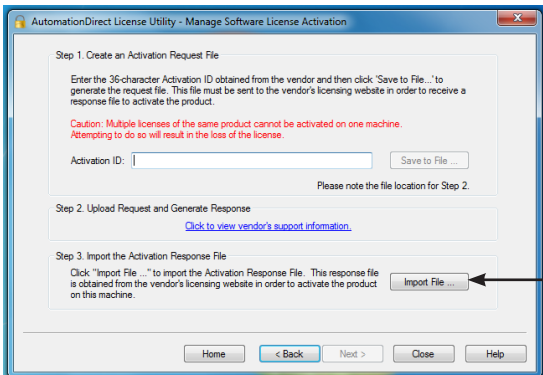 AutomationDirect License Utility - Manage Software License Activation
Step 1. Create an Activation Request File
Enter the 36-character Activation ID obtained from the vendor and then click 'Save to File...' to
generate the request file. This file must be sent to the vendor's licensing website in order to receive a
response file to activate the product.
Caution: Multiple licenses of the same product cannot be activated on one machine.
Attempting to do so will result in the loss of the license.
Activation ID:
Save to File ...
Please note the file location for Step 2.
Step 2. Upload Request and Generate Response
Click to view vendor's support information.
Step 3. Import the Activation Response File
Click "Import File ..." to import the Activation Response File. This response file
is obtained from the vendor's licensing website in order to activate the product
on this machine.
Import File ...
Home
< Back
Next >
Close
Help